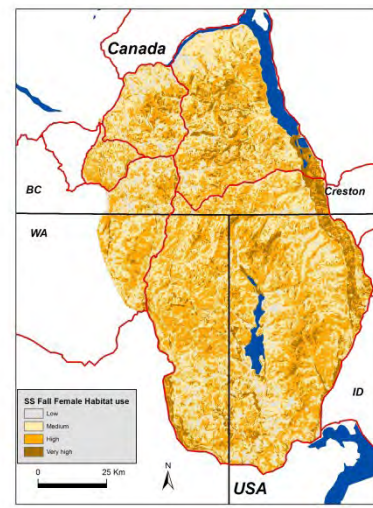 Canada
BC
Creston
WA
SS Fall Female Habitat use
Low
Medium
High
Very high
ID
0 25 Km
N
USA